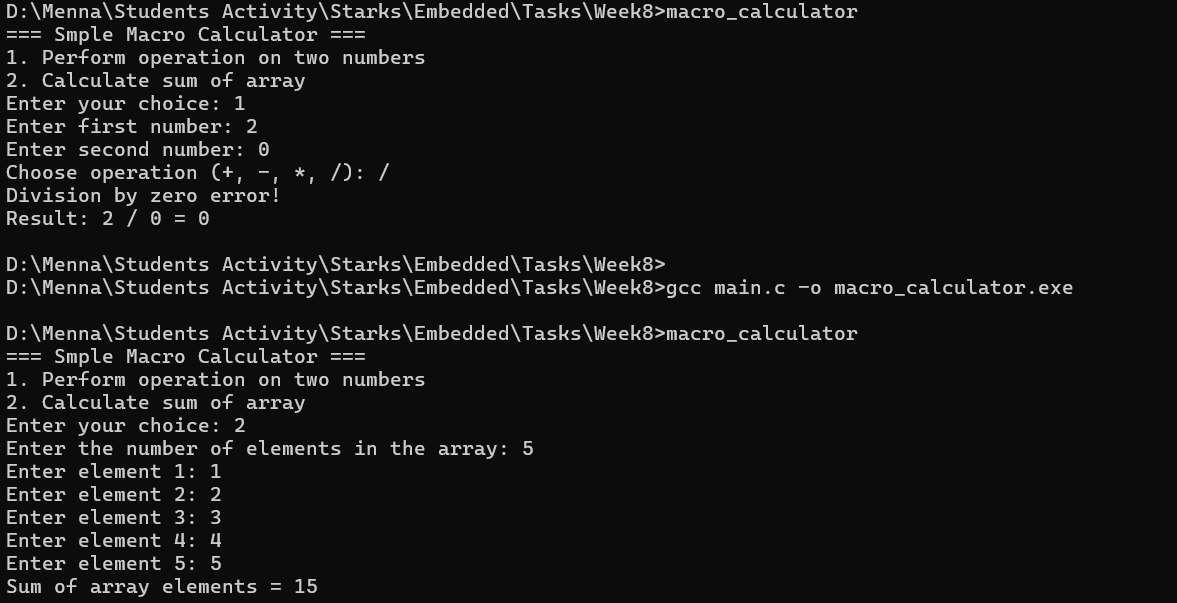 D:\Menna\Students Activity\Starks\Embedded\Tasks\Week8>macro_calculator
=== Smple Macro Calculator ===
1. Perform operation on two numbers
2. Calculate sum of array
Enter your choice: 1
Enter first number: 2
Enter second number: 0
Choose operation (+, -, *, /): /
Division by zero error!
Result: 2 / 0 = 0
D:\Menna\Students Activity\Starks\Embedded\Tasks\Week8>
D:\Menna\Students Activity\Starks\Embedded\Tasks\Week8>gcc main.c -o macro_calculator.exe
D:\Menna\Students Activity\Starks\Embedded\Tasks\Week8>macro_calculator
=== Smple Macro Calculator ===
1. Perform operation on two numbers
2. Calculate sum of array
Enter your choice: 2
Enter the number of elements in the array: 5
Enter element 1: 1
Enter element 2: 2
Enter element 3: 3
Enter element 4: 4
Enter element 5: 5
Sum of array elements = 15